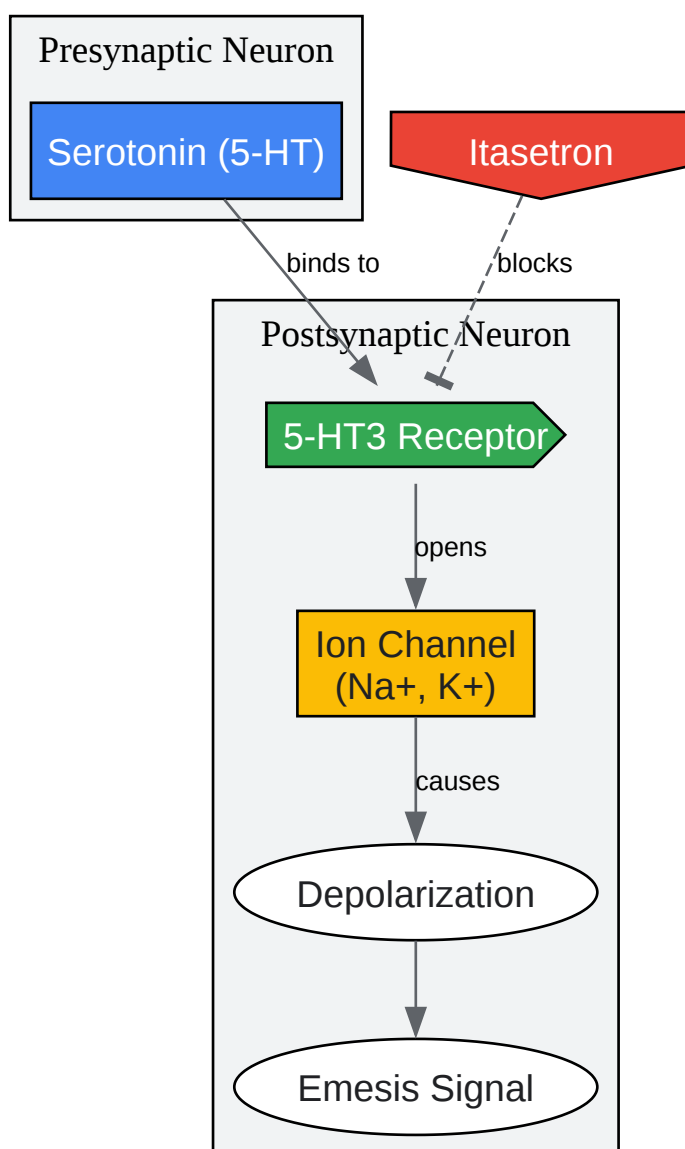 Presynaptic Neuron
Serotonin (5-HT)
Itasetron
binds to
blocks
Postsynaptic Neuron
5-HT3 Receptor
opens
Ion Channel
(Na+, K+)
causes
Depolarization
Emesis Signal